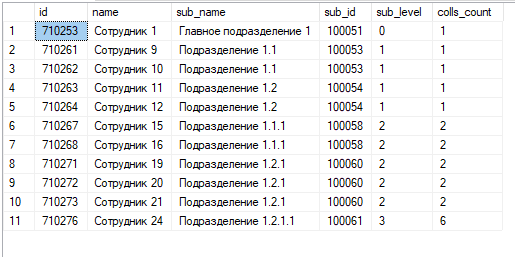 id name sub_name sub_id sub_level colls_count
1 710253 Сотрудник 1 Главное подразделение 1 100051 0 1
2 710261 Сотрудник 9 Подразделение 1.1 100053 1 1
3 710262 Сотрудник 10 Подразделение 1.1 100053 1 1
4 710263 Сотрудник 11 Подразделение 1.2 100054 1 1
5 710264 Сотрудник 12 Подразделение 1.2 100054 1 1
6 710267 Сотрудник 15 Подразделение 1.1.1 100058 2 2
7 710268 Сотрудник 16 Подразделение 1.1.1 100058 2 2
8 710271 Сотрудник 19 Подразделение 1.2.1 100060 2 2
9 710272 Сотрудник 20 Подразделение 1.2.1 100060 2 2
10 710273 Сотрудник 21 Подразделение 1.2.1 100060 2 2
11 710276 Сотрудник 24 Подразделение 1.2.1.1 100061 3 6